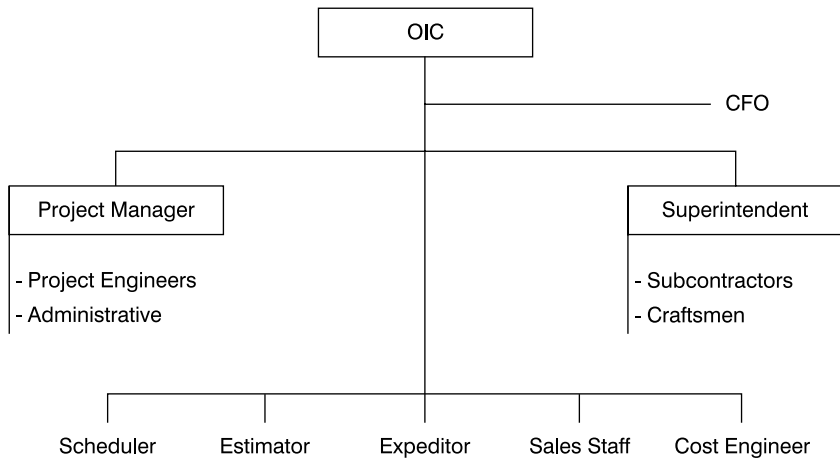 OIC
CFO
Project Manager
Superintendent
- Project Engineers
- Administrative
- Subcontractors
- Craftsmen
Scheduler
Estimator
Expeditor
Sales Staff
Cost Engineer